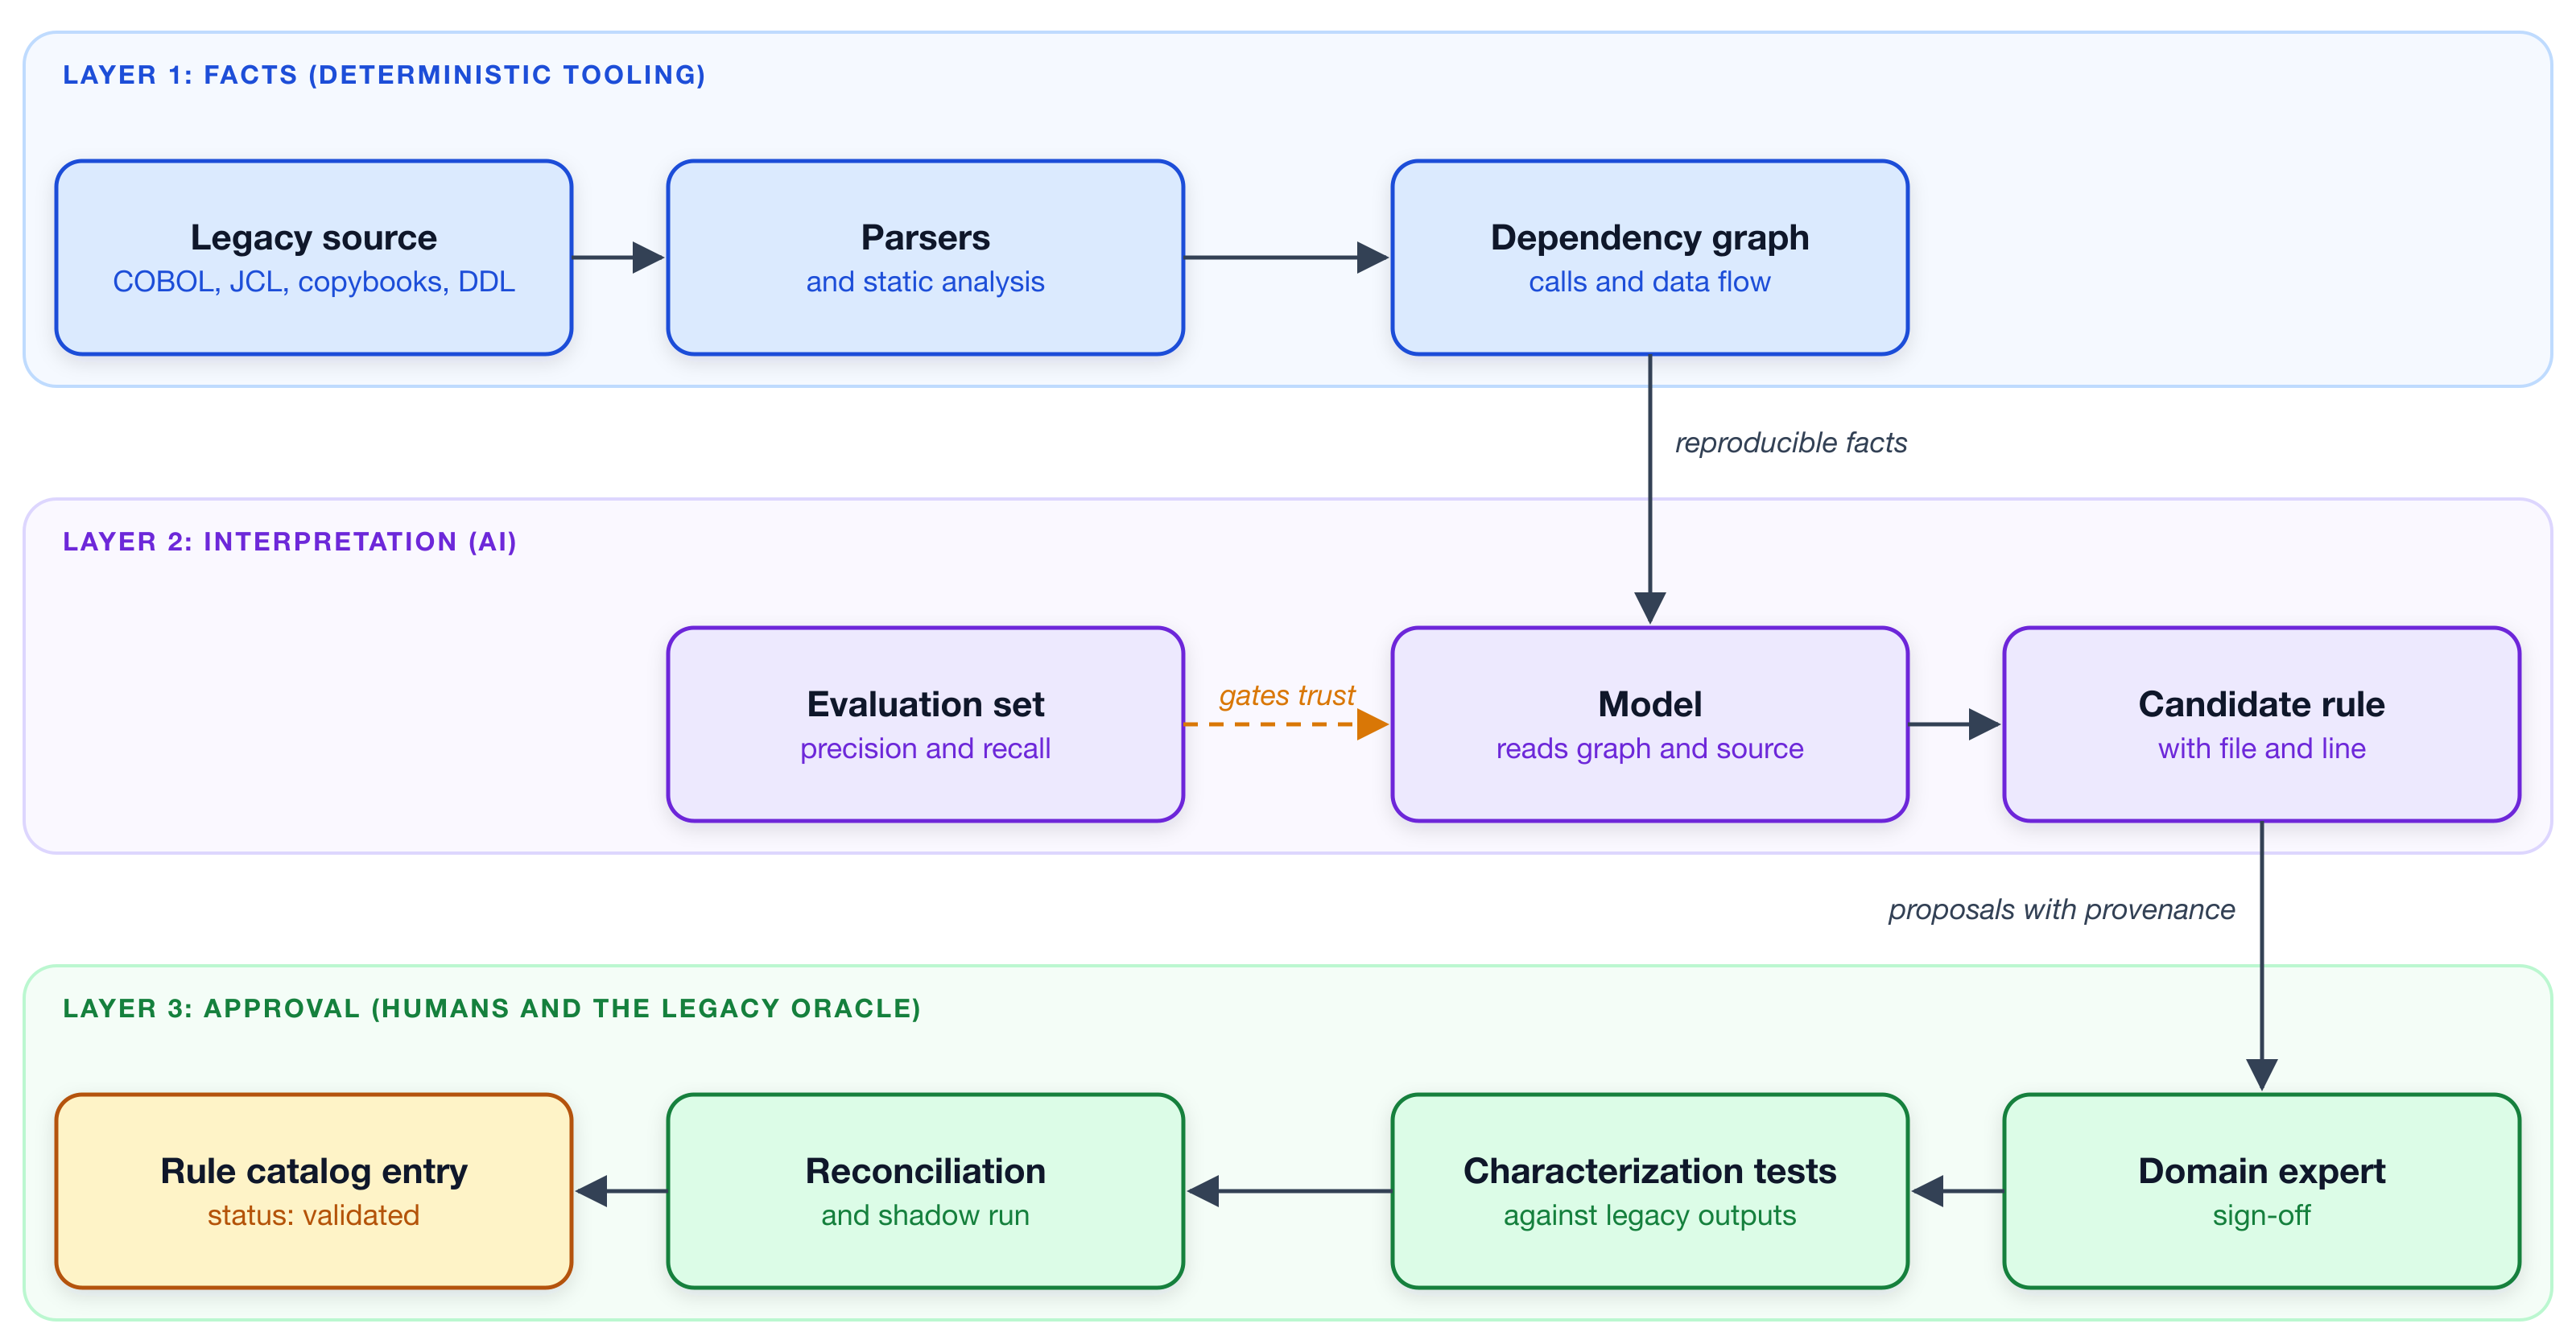 LAYER 1: FACTS (DETERMINISTIC TOOLING)
Legacy source
COBOL, JCL, copybooks, DDL
Parsers
and static analysis
Dependency graph
calls and data flow
reproducible facts
LAYER 2: INTERPRETATION (AI)
Evaluation set
precision and recall
gates trust
Model
reads graph and source
Candidate rule
with file and line
proposals with provenance
LAYER 3: APPROVAL (HUMANS AND THE LEGACY ORACLE)
Rule catalog entry
status: validated
Reconciliation
and shadow run
Characterization tests
against legacy outputs
Domain expert
sign-off